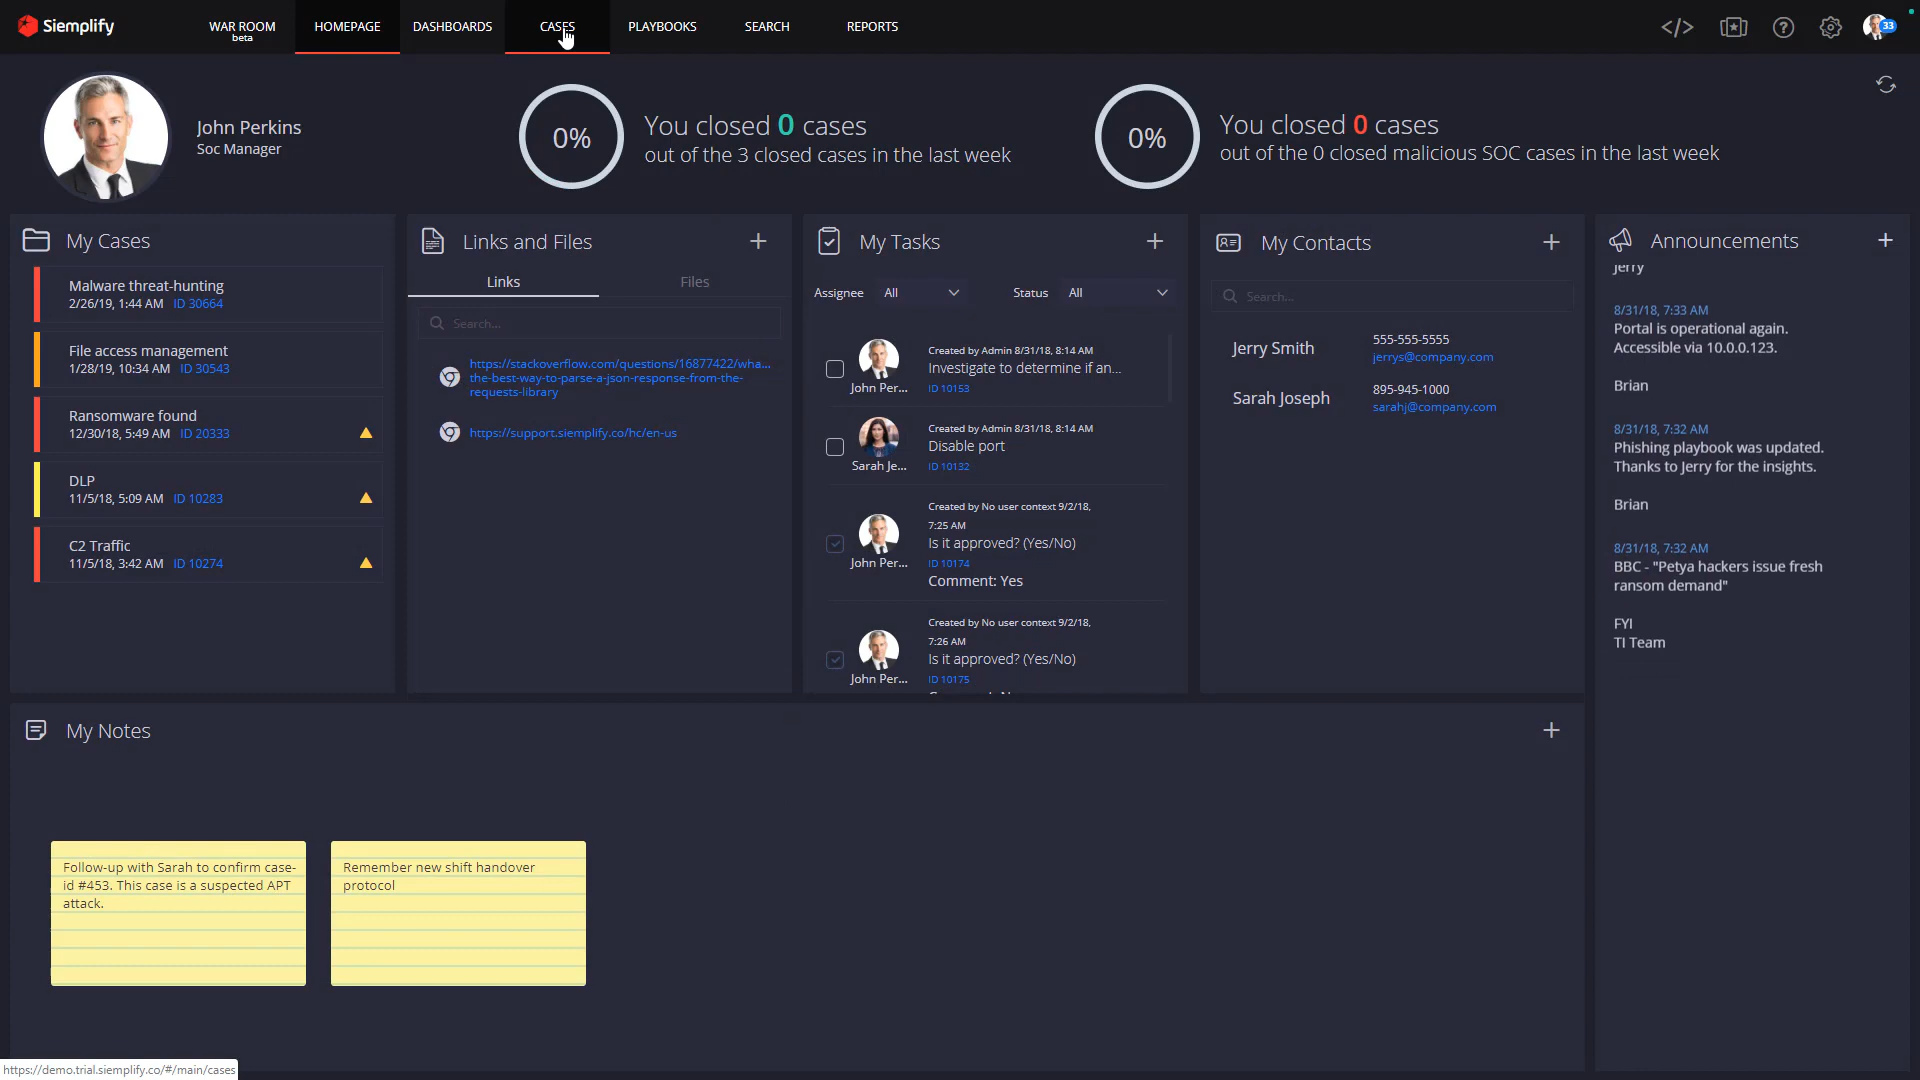 Siemplify
WAR ROOM
beta
HOMEPAGE
DASHBOARDS
CASES
PLAYBOOKS
SEARCH
REPORTS
33
John Perkins
Soc Manager
0%
You closed 0 cases
out of the 3 closed cases in the last week
0%
You closed 0 cases
out of the 0 closed malicious SOC cases in the last week
My Cases
Malware threat-hunting
2/26/19, 1:44 AM ID 30664
File access management
1/28/19, 10:34 AM ID 30543
Ransomware found
12/30/18, 5:49 AM ID 20333
DLP
11/5/18, 5:09 AM ID 10283
C2 Traffic
11/5/18, 3:42 AM ID 10274
Links and Files
Links
Files
Search...
https://stackoverflow.com/questions/16877422/wha...
the-best-way-to-parse-a-json-response-from-the-
requests-library
https://support.siemplify.co/hc/en-us
My Tasks
Assignee All
Status All
Created by Admin 8/31/18, 8:14 AM
Investigate to determine if an...
John Per...
ID 10153
Created by Admin 8/31/18, 8:14 AM
Disable port
Sarah Je...
ID 10132
Created by No user context 9/2/18,
7:25 AM
Is it approved? (Yes/No)
John Per...
ID 10174
Comment: Yes
Created by No user context 9/2/18,
7:26 AM
Is it approved? (Yes/No)
John Per...
ID 10175
My Contacts
Search...
Jerry Smith
555-555-5555
jerrys@company.com
Sarah Joseph
895-945-1000
sarahj@company.com
Announcements
Jerry
8/31/18, 7:33 AM
Portal is operational again.
Accessible via 10.0.0.123.
Brian
8/31/18, 7:32 AM
Phishing playbook was updated.
Thanks to Jerry for the insights.
Brian
8/31/18, 7:32 AM
BBC - "Petya hackers issue fresh
ransom demand"
FYI
TI Team
My Notes
Follow-up with Sarah to confirm case-
id #453. This case is a suspected APT
attack.
Remember new shift handover
protocol
https://demo.trial.siemplify.co/#/main/cases